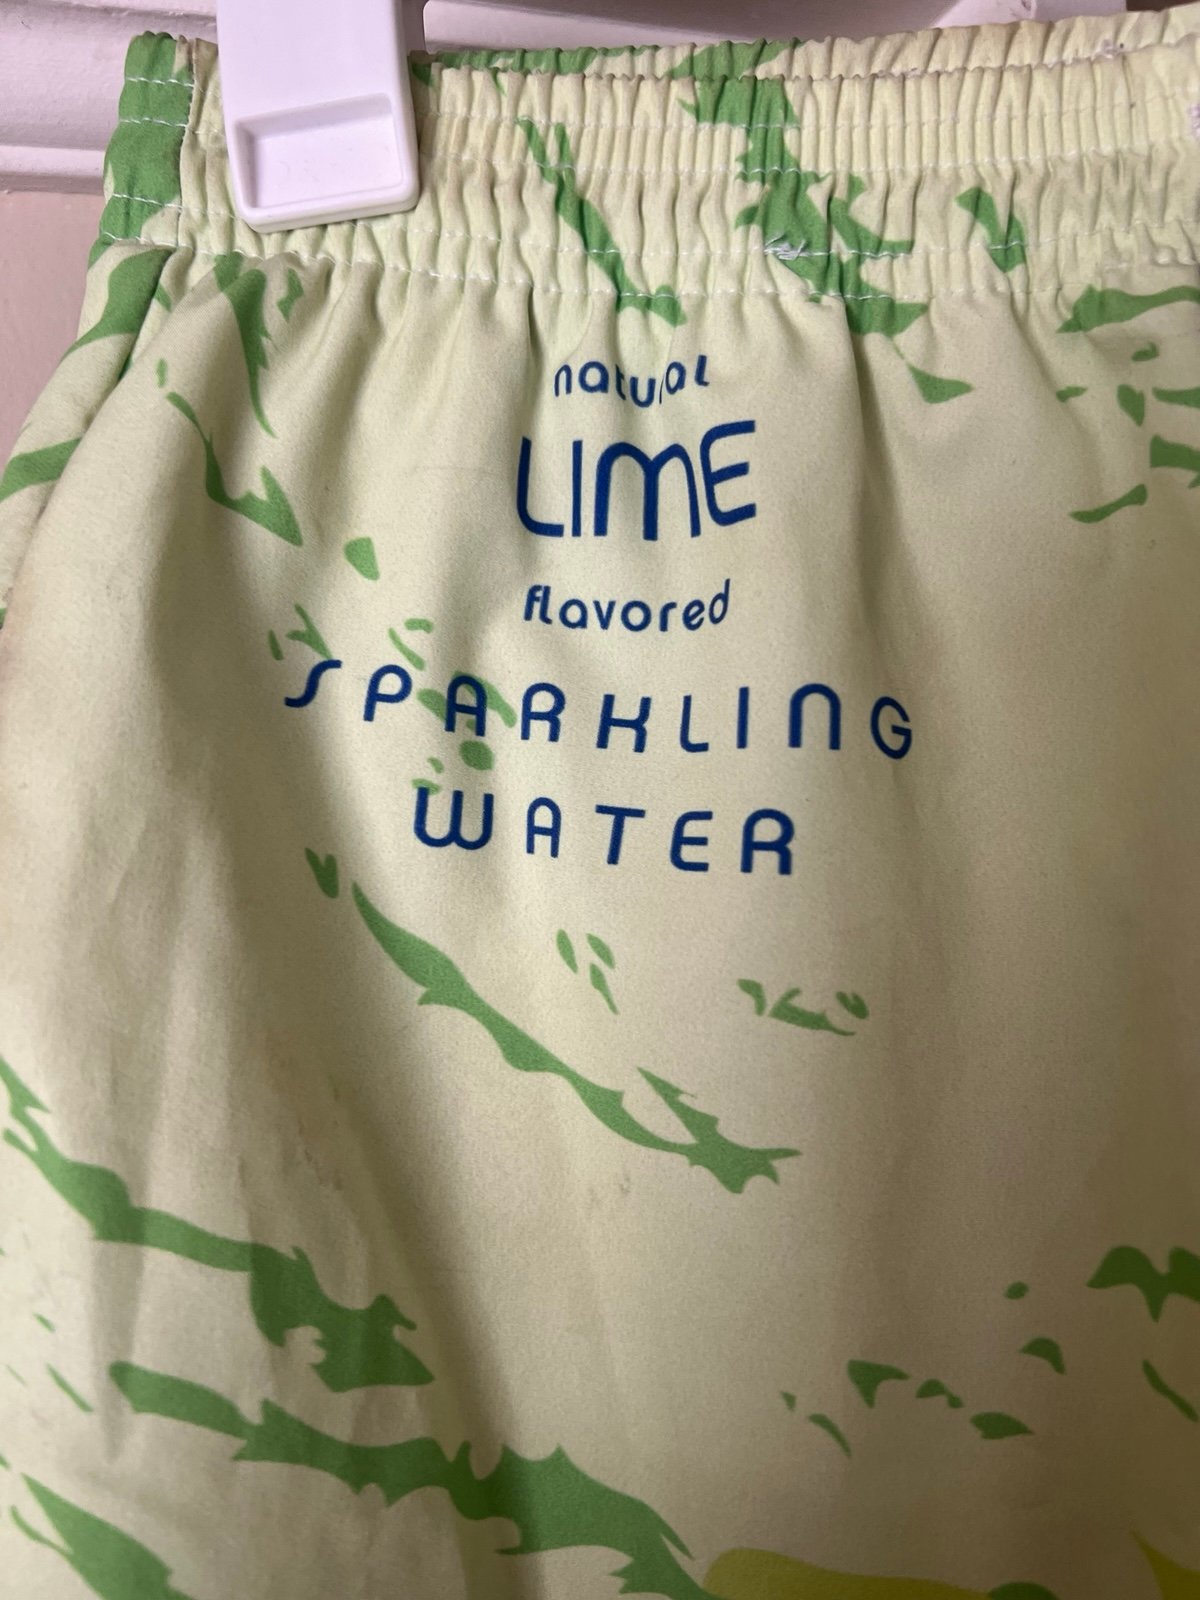 natural
LIME
flavored
SPARKLING
WATER